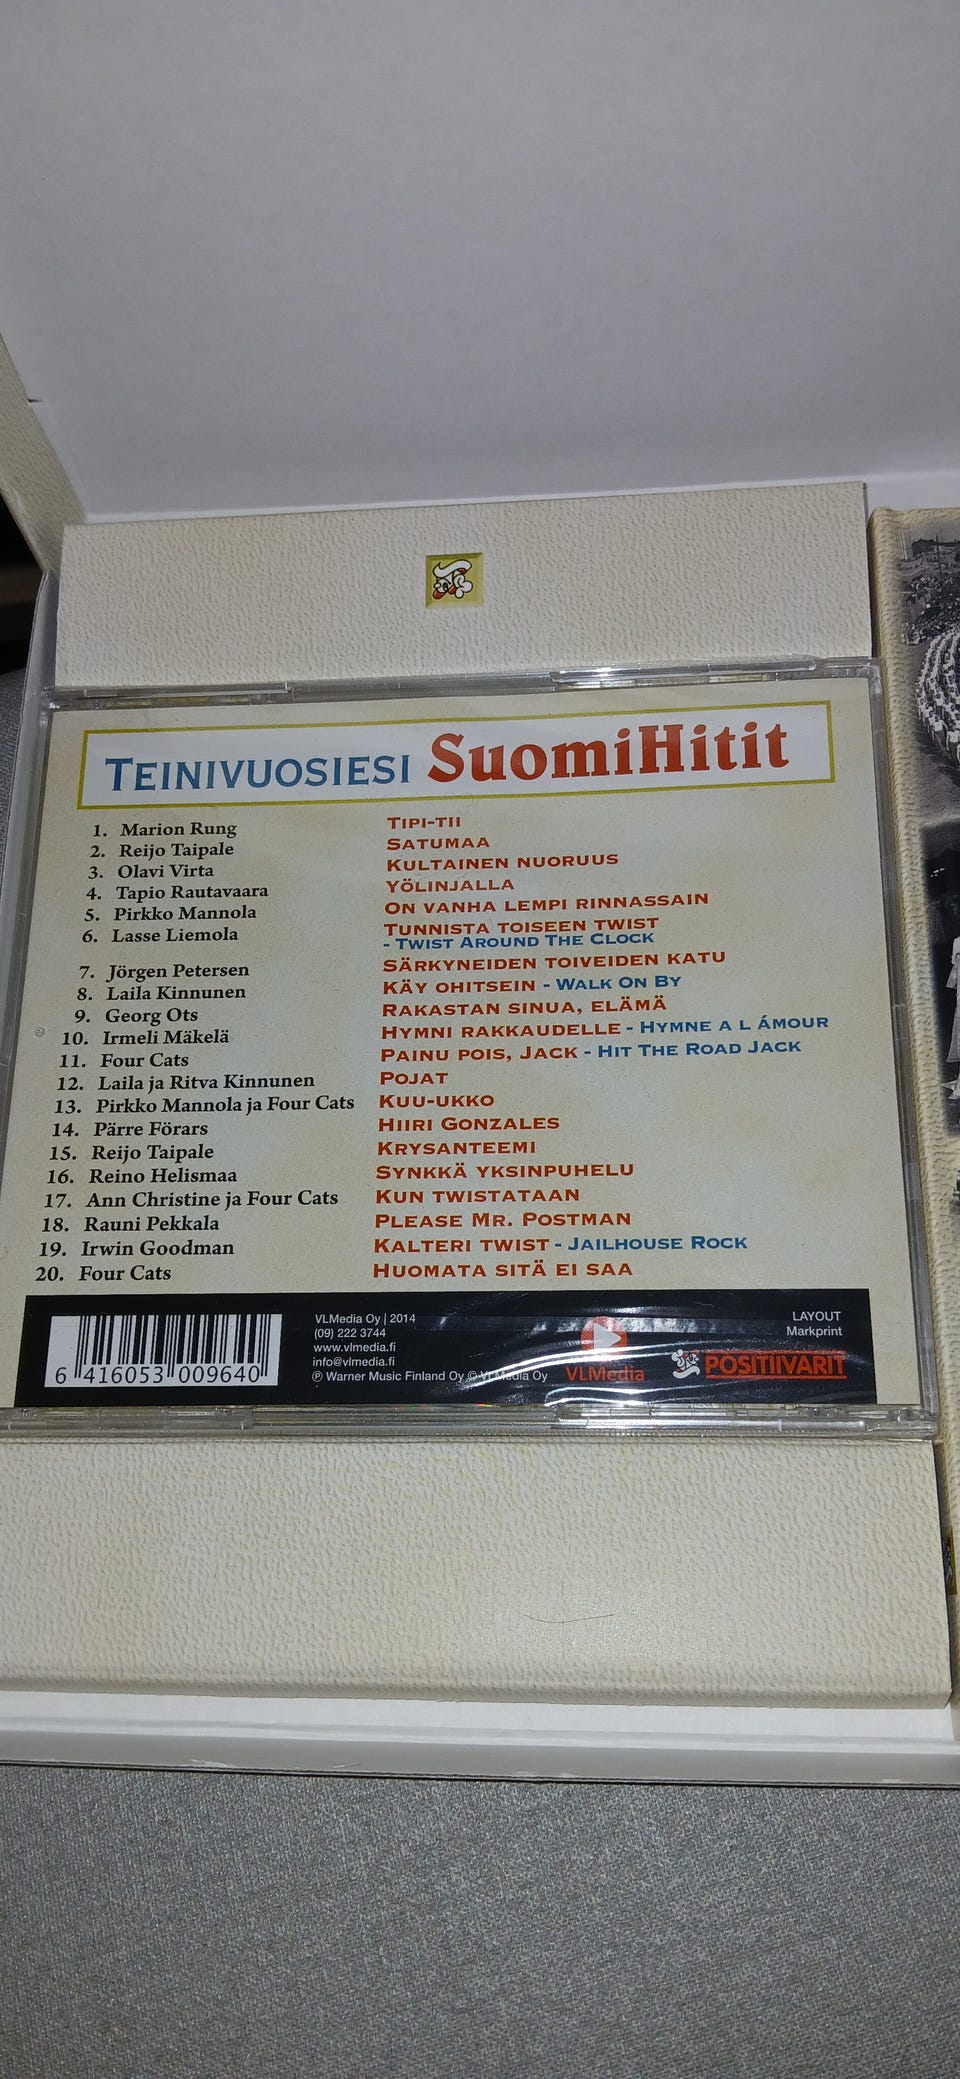 TEINIVUOSIESI SuomiHitit
1. Marion Rung TIPI-TII
2. Reijo Taipale SATUMAA
3. Olavi Virta KULTAINEN NUORUUS
4. Tapio Rautavaara YÖLINJALLA
5. Pirkko Mannola ON VANHA LEMPI RINNASSAIN
6. Lasse Liemola TUNNISTA TOISEEN TWIST
- TWIST AROUND THE CLOCK
7. Jörgen Petersen SÄRKYNEIDEN TOIVEIDEN KATU
8. Laila Kinnunen KÄY OHITSEIN - WALK ON BY
9. Georg Ots RAKASTAN SINUA, ELÄMÄ
10. Irmeli Mäkelä HYMNI RAKKAUDELLE - HYMNE A L ÁMOUR
11. Four Cats PAINU POIS, JACK - HIT THE ROAD JACK
12. Laila ja Ritva Kinnunen POJAT
13. Pirkko Mannola ja Four Cats KUU-UKKO
14. Pärre Förars HIIRI GONZALES
15. Reijo Taipale KRYSANTEEMI
16. Reino Helismaa SYNKKÄ YKSINPUHELU
17. Ann Christine ja Four Cats KUN TWISTATAAN
18. Rauni Pekkala PLEASE MR. POSTMAN
19. Irwin Goodman KALTERI TWIST - JAILHOUSE ROCK
20. Four Cats HUOMATA SITÄ EI SAA
6 416053 009640
VLMedia Oy | 2014
(09) 222 3744
www.vlmedia.fi
info@vlmedia.fi
℗ Warner Music Finland Oy © VLMedia Oy
VLMedia
LAYOUT
Markprint
POSITIIVARIT